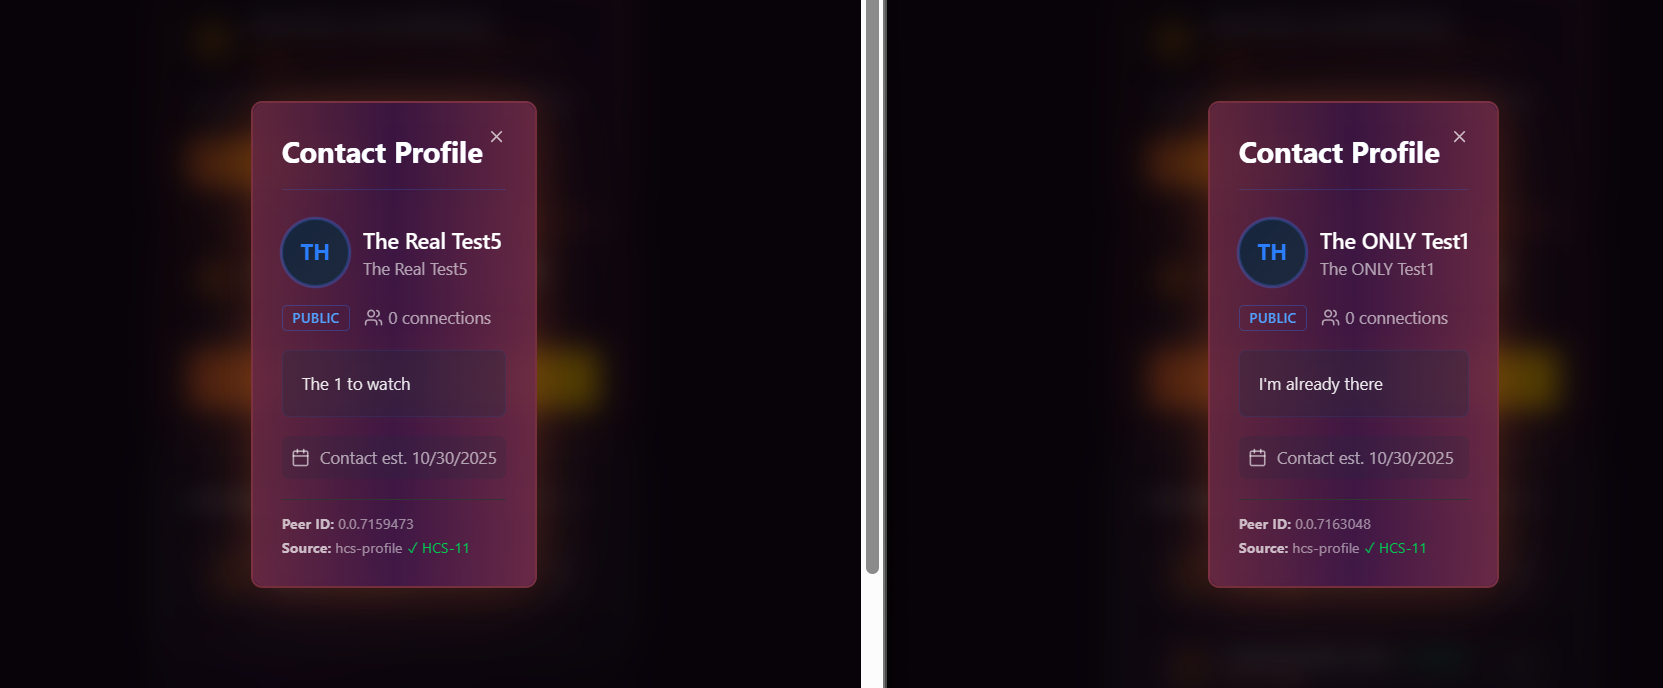 Contact Profile
TH
The Real Test5
The Real Test5
PUBLIC
0 connections
The 1 to watch
Contact est. 10/30/2025
Peer ID: 0.0.7159473
Source: hcs-profile ✓ HCS-11
Contact Profile
TH
The ONLY Test1
The ONLY Test1
PUBLIC
0 connections
I'm already there
Contact est. 10/30/2025
Peer ID: 0.0.7163048
Source: hcs-profile ✓ HCS-11